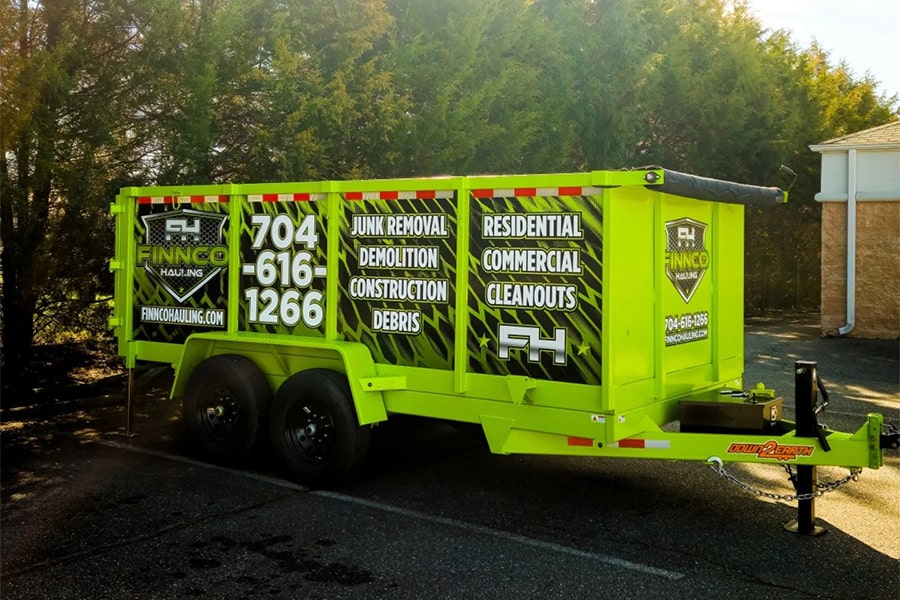 FH
FINNCO
HAULING
FINNCOHAULING.COM
704
-616-
1266
JUNK REMOVAL
DEMOLITION
CONSTRUCTION
DEBRIS
RESIDENTIAL
COMMERCIAL
CLEANOUTS
FH
FH
FINNCO
HAULING
704-616-1266
FINNCOHAULING.COM
DOWN2EARTH